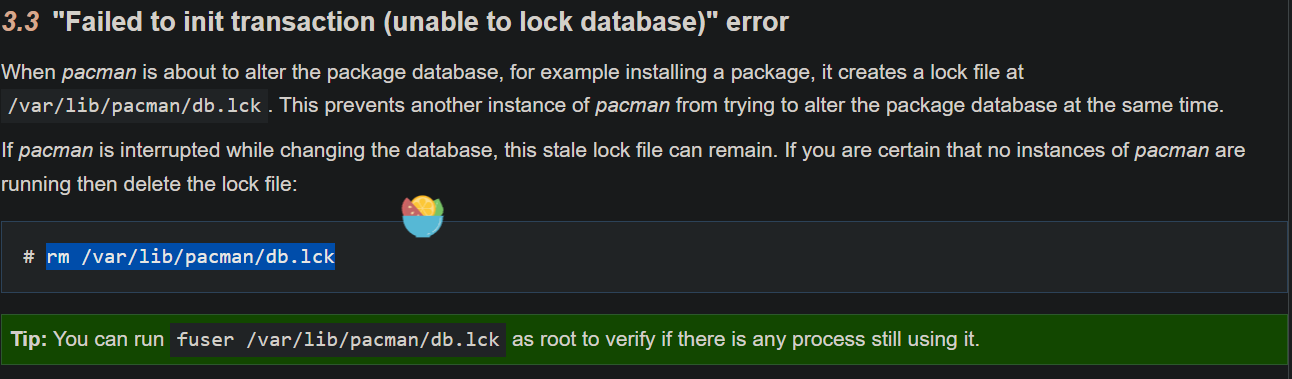 3.3 "Failed to init transaction (unable to lock database)" error
When pacman is about to alter the package database, for example installing a package, it creates a lock file at
/var/lib/pacman/db.lck. This prevents another instance of pacman from trying to alter the package database at the same time.
If pacman is interrupted while changing the database, this stale lock file can remain. If you are certain that no instances of pacman are
running then delete the lock file:
# rm /var/lib/pacman/db.lck
Tip: You can run fuser /var/lib/pacman/db.lck as root to verify if there is any process still using it.